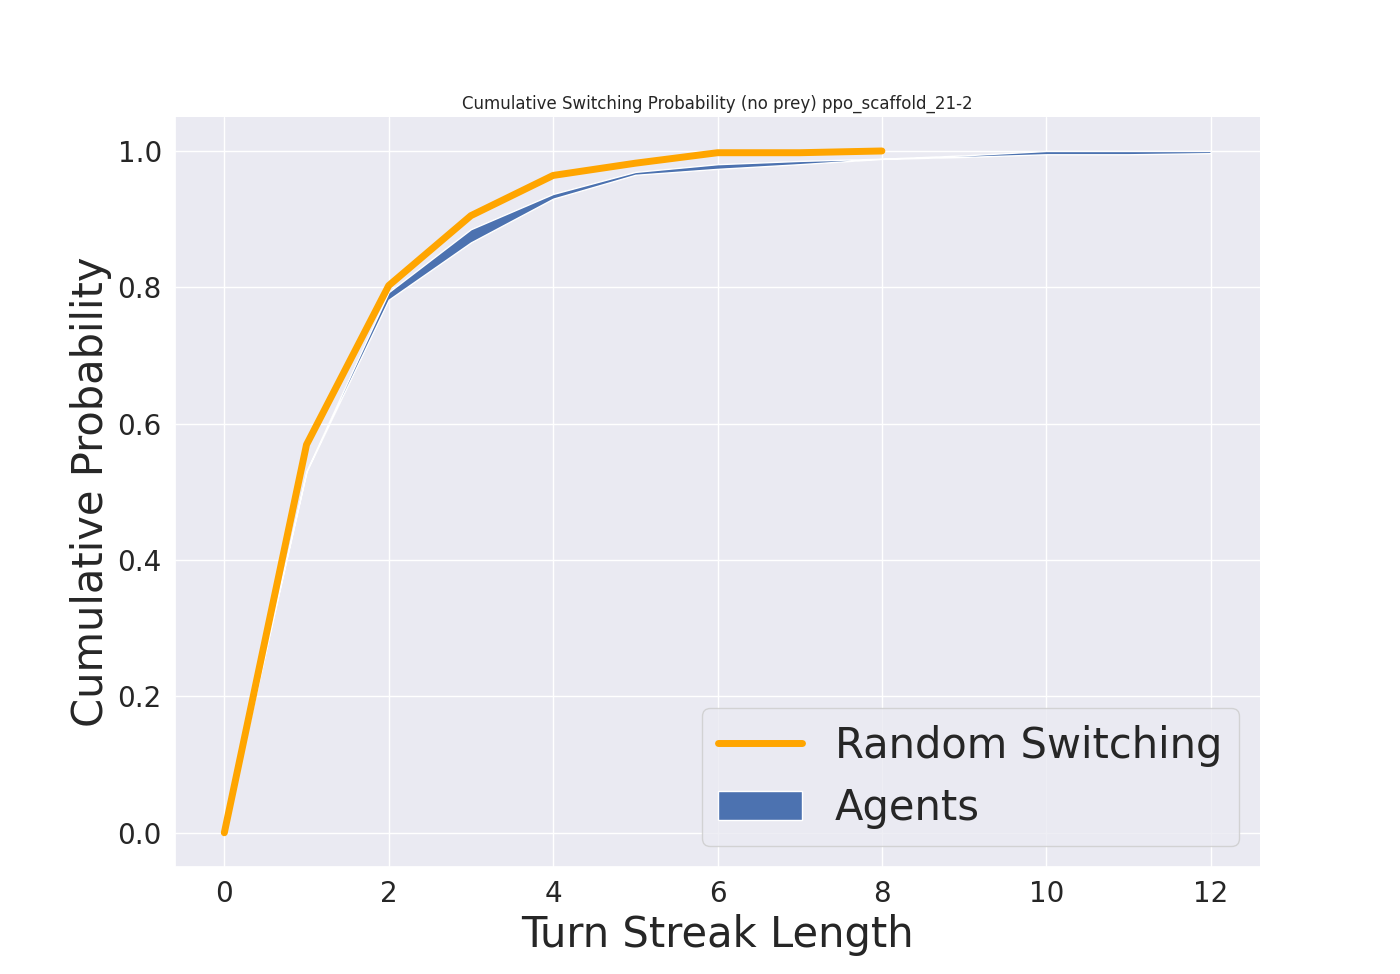 Cumulative Switching Probability (no prey) ppo_scaffold_21-2
1.0
0.8
0.6
0.4
0.2
0.0
Cumulative Probability
Random Switching
Agents
0 2 4 6 8 10 12
Turn Streak Length